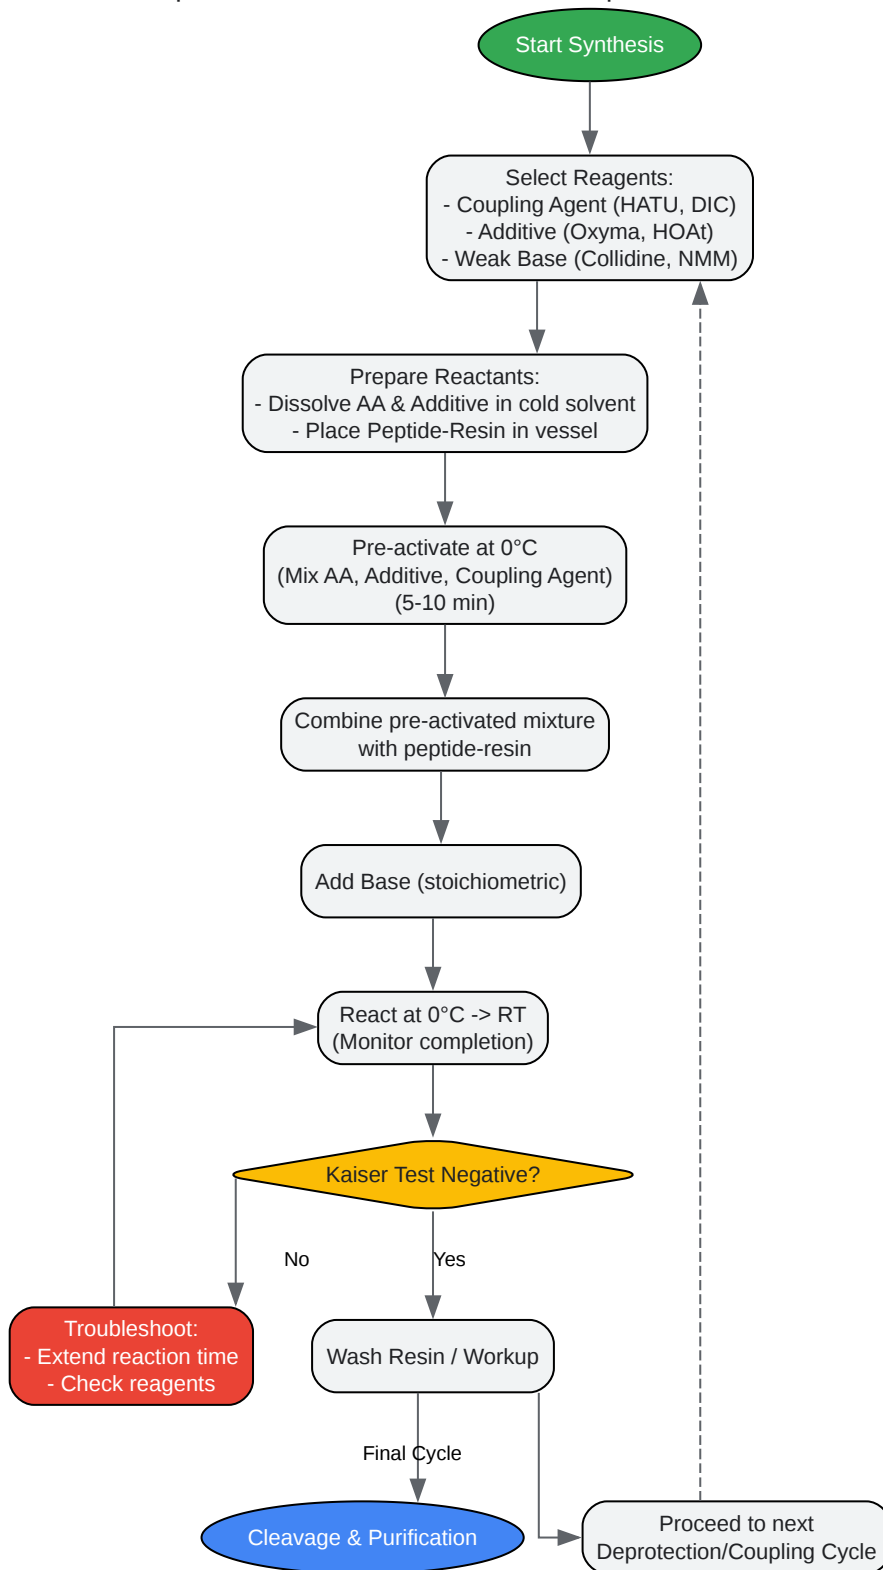 Start Synthesis
Select Reagents:
- Coupling Agent (HATU, DIC)
- Additive (Oxyma, HOAt)
- Weak Base (Collidine, NMM)
Prepare Reactants:
- Dissolve AA & Additive in cold solvent
- Place Peptide-Resin in vessel
Pre-activate at 0°C
(Mix AA, Additive, Coupling Agent)
(5-10 min)
Combine pre-activated mixture
with peptide-resin
Add Base (stoichiometric)
React at 0°C -> RT
(Monitor completion)
Kaiser Test Negative?
No
Yes
Troubleshoot:
- Extend reaction time
- Check reagents
Wash Resin / Workup
Final Cycle
Cleavage & Purification
Proceed to next
Deprotection/Coupling Cycle